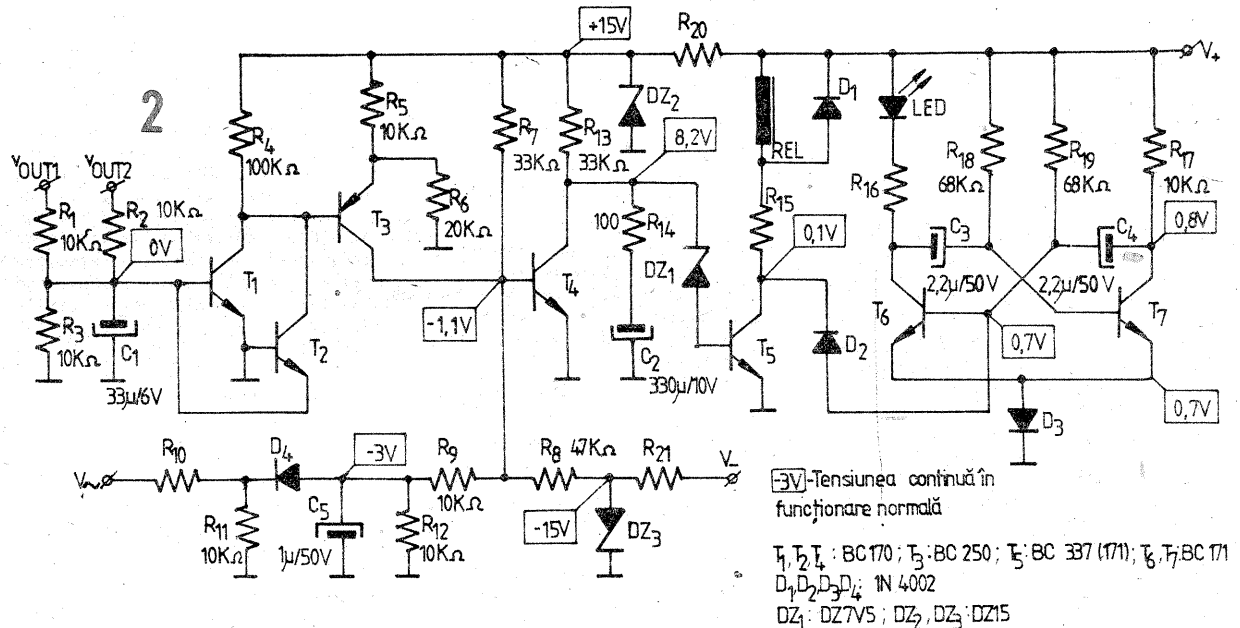 2
+15V
R20
V+
VOUT1
VOUT2
R4
100KΩ
R5
10KΩ
R7
33KΩ
R13
33KΩ
DZ2
8,2V
REL
D1
LED
R18
68KΩ
R19
68KΩ
R17
10KΩ
R1
10KΩ
R2
10KΩ
0V
T3
R6
20KΩ
100
R14
R15
0,1V
R16
C3
2,2µ/50V
C4
2,2µ/50V
0,8V
T1
T4
DZ1
R3
10KΩ
C1
33µ/6V
T2
-1,1V
C2
330µ/10V
T5
D2
T6
0,7V
T7
0,7V
D3
V~
R10
D4
-3V
R9
10KΩ
R8
47KΩ
R21
V-
R11
10KΩ
C5
1µ/50V
R12
10KΩ
-15V
DZ3
-3V-Tensiunea continuă în
funcționare normală
T1,T2,T4 : BC170 ; T3:BC 250 ; T5:BC 337 (171); T6,T7:BC 171
D1,D2,D3,D4: 1N 4002
DZ1: DZ7V5 ; DZ2, DZ3:DZ15